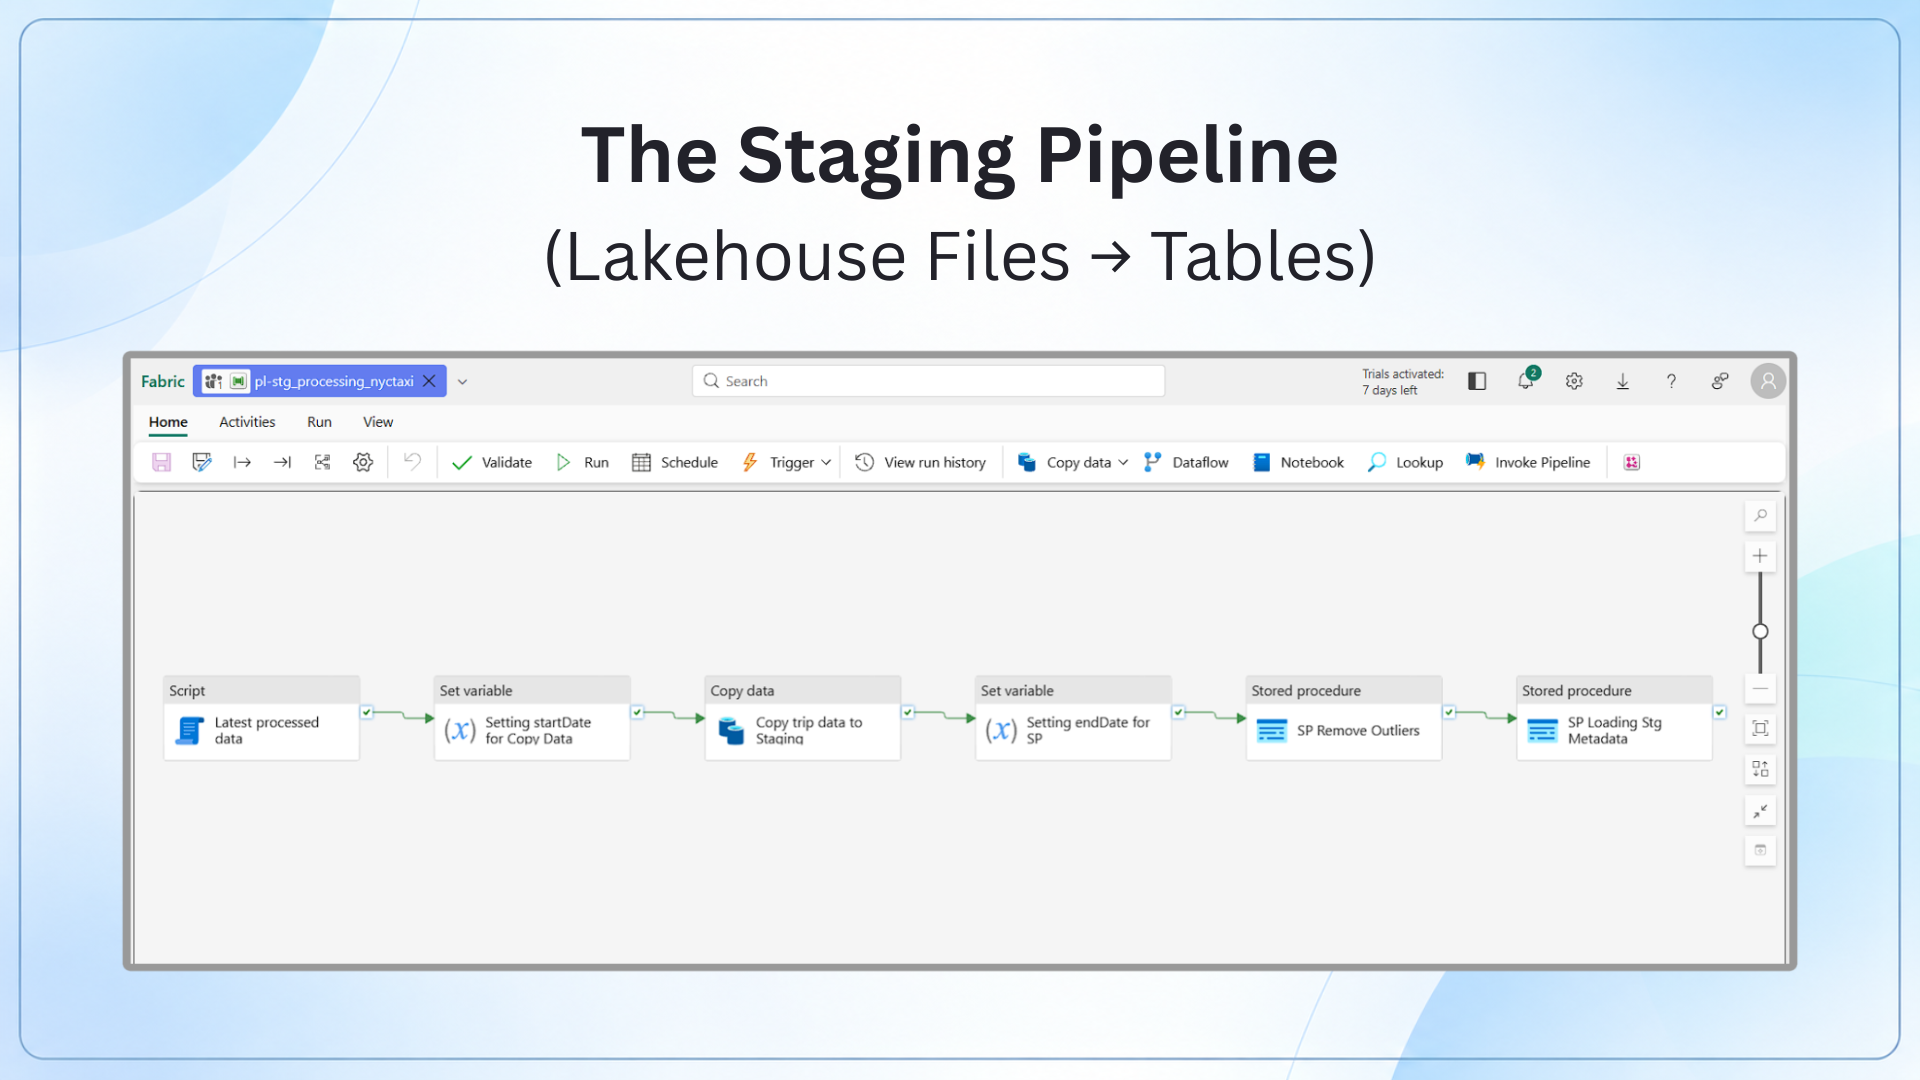 The Staging Pipeline
(Lakehouse Files → Tables)
Fabric
pl-stg_processing_nyctaxi
Search
Trials activated:
7 days left
2
Home Activities Run View
Validate Run Schedule Trigger View run history Copy data Dataflow Notebook Lookup Invoke Pipeline
Script
Latest processed
data
Set variable
(x)
Setting startDate
for Copy Data
Copy data
Copy trip data to
Staging
Set variable
(x)
Setting endDate for
SP
Stored procedure
SP Remove Outliers
Stored procedure
SP Loading Stg
Metadata